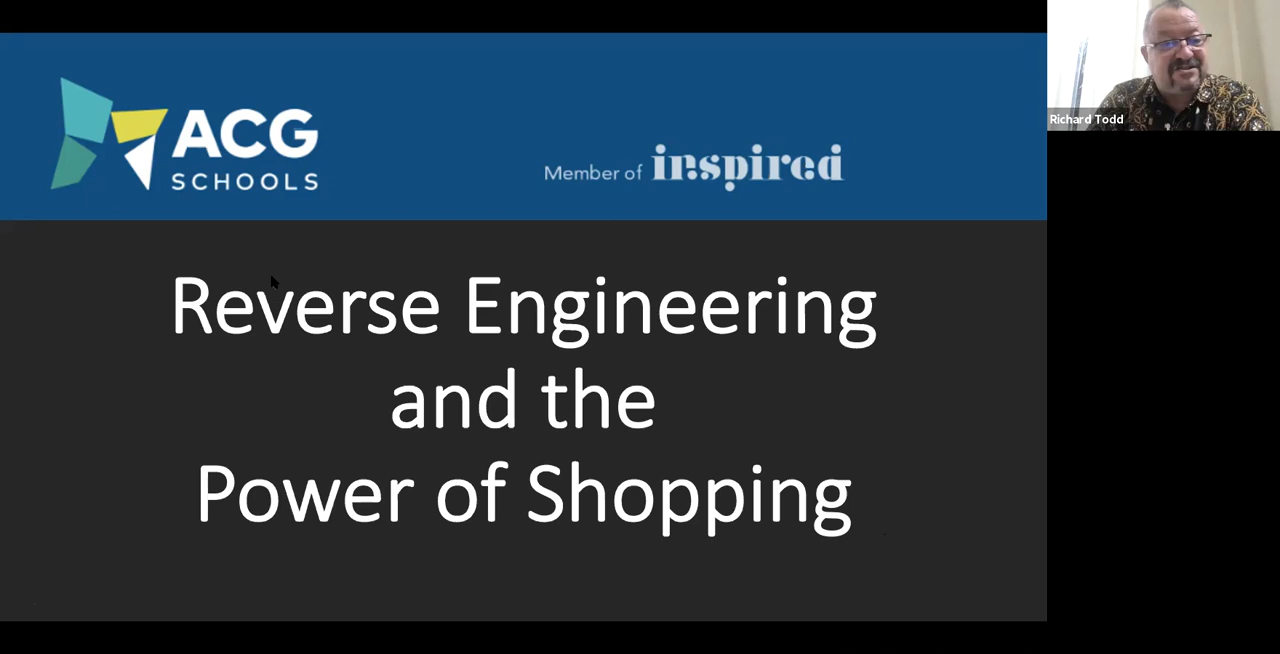 ACG
SCHOOLS
Member of inspired
Richard Todd
Reverse Engineering
and the
Power of Shopping